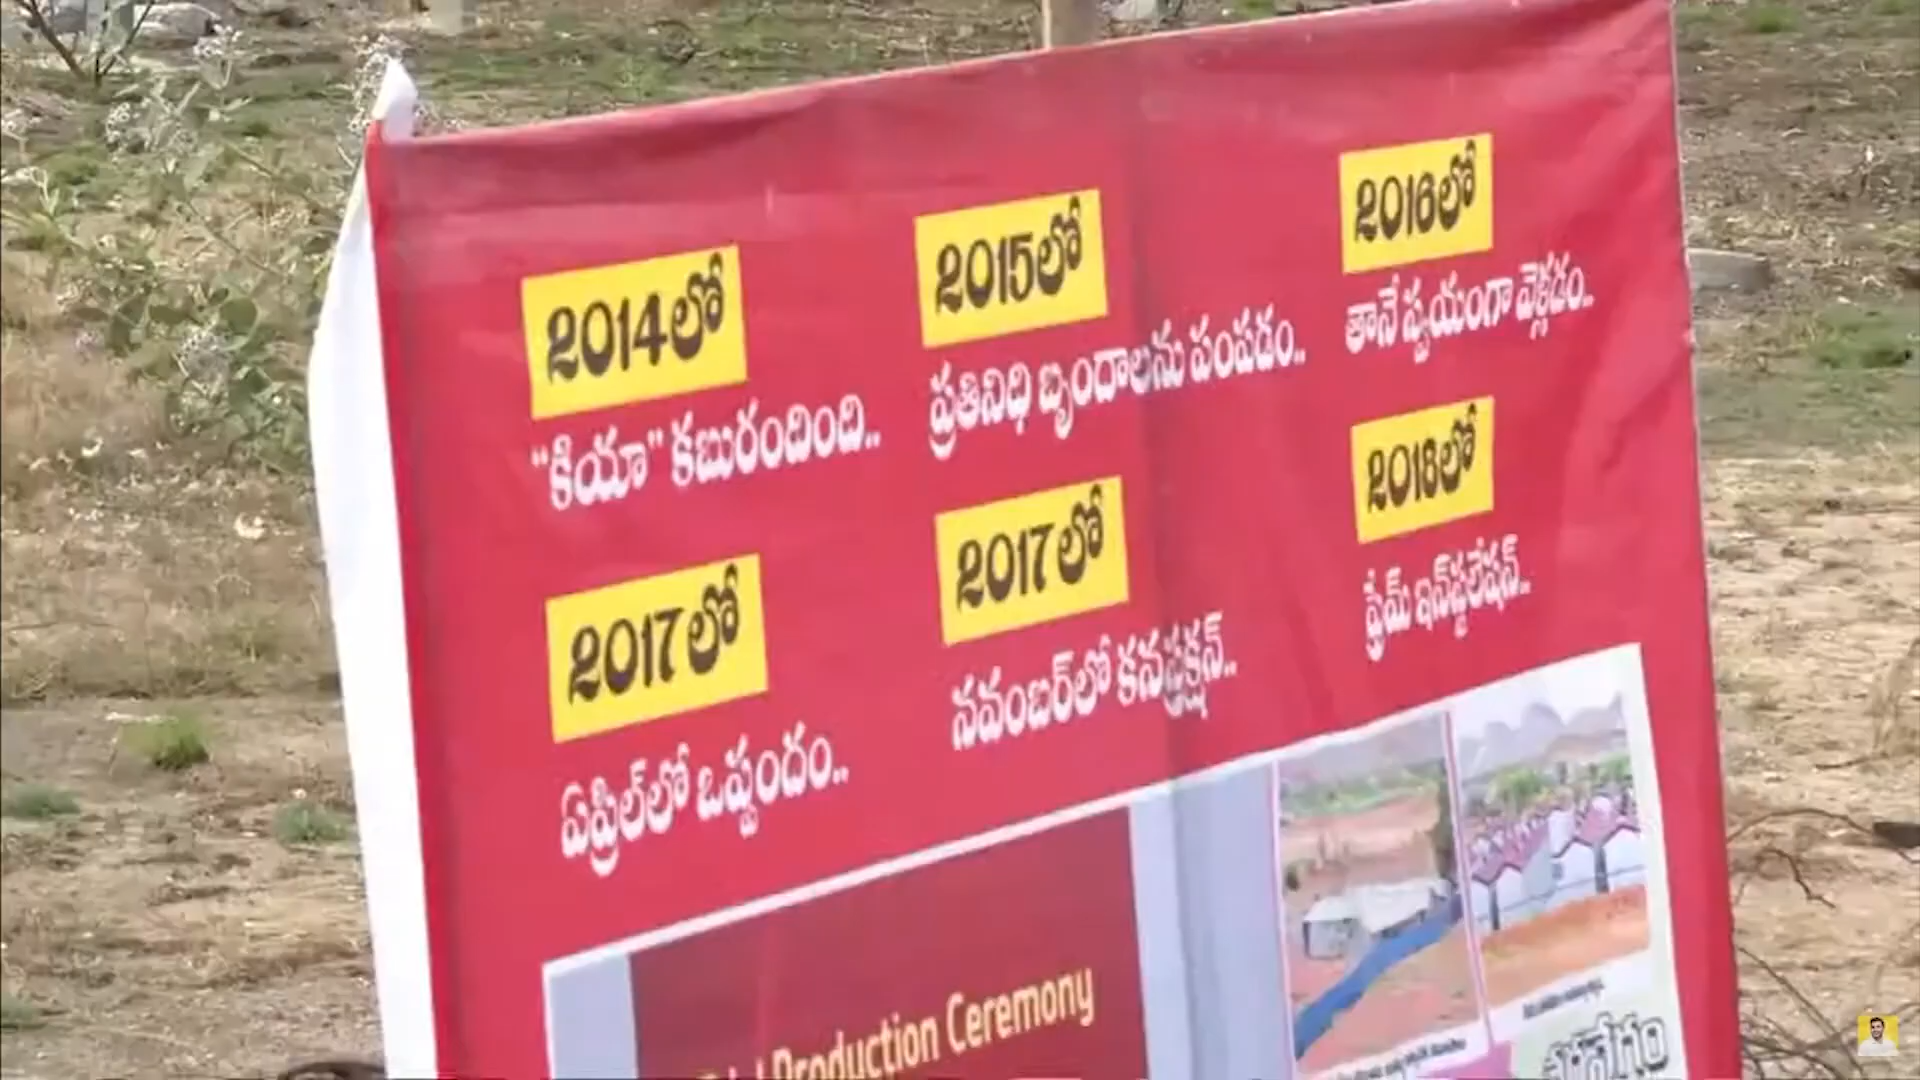 2014లో
"కియా" కబురందింది..
2015లో
ప్రతినిధి బృందాలను పంపడం..
2016లో
తానే స్వయంగా వెళ్లడం..
2017లో
ఏప్రిల్‌లో ఒప్పందం..
2017లో
నవంబర్‌లో కనస్ట్రక్షన్..
2018లో
ఫ్రేమ్ ఇన్‌స్టలేషన్..
Production Ceremony